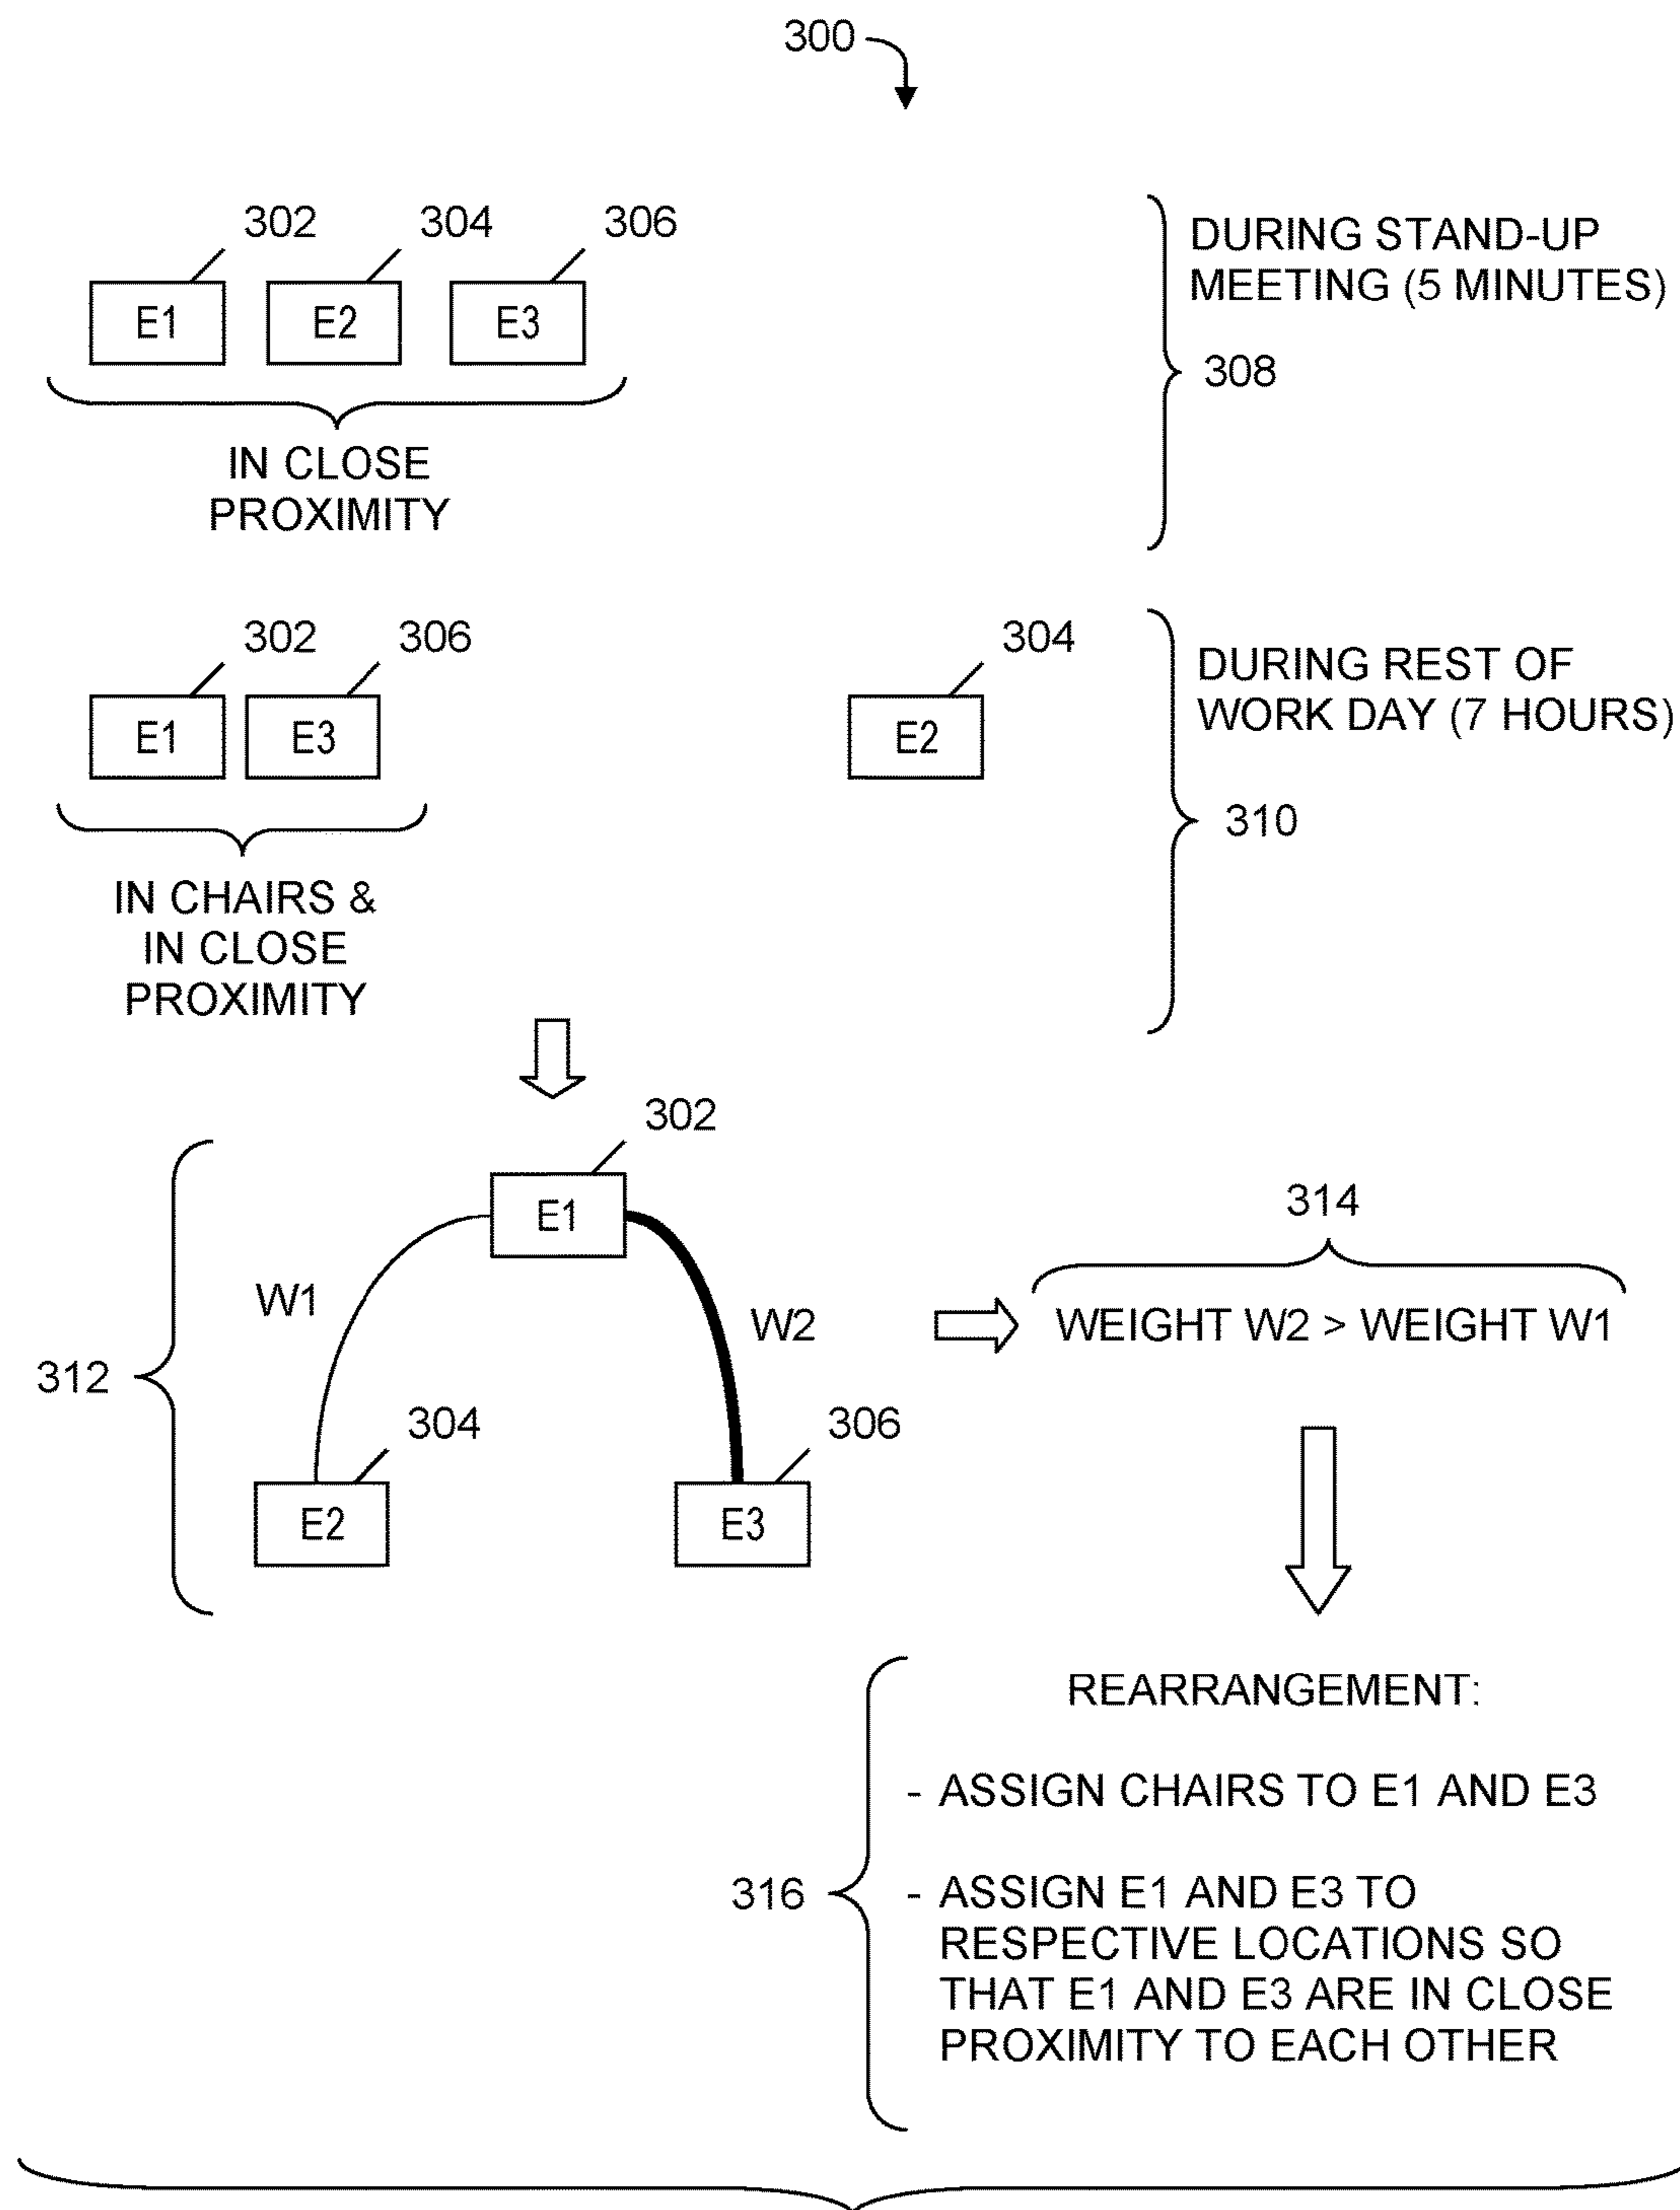 300
302 304 306
E1 E2 E3
IN CLOSE
PROXIMITY
DURING STAND-UP
MEETING (5 MINUTES)
308
302 306 304
E1 E3 E2
IN CHAIRS &
IN CLOSE
PROXIMITY
DURING REST OF
WORK DAY (7 HOURS)
310
302
E1
W1
W2
312
304
306
E2
E3
314
WEIGHT W2 > WEIGHT W1
REARRANGEMENT:
- ASSIGN CHAIRS TO E1 AND E3
316
- ASSIGN E1 AND E3 TO
RESPECTIVE LOCATIONS SO
THAT E1 AND E3 ARE IN CLOSE
PROXIMITY TO EACH OTHER